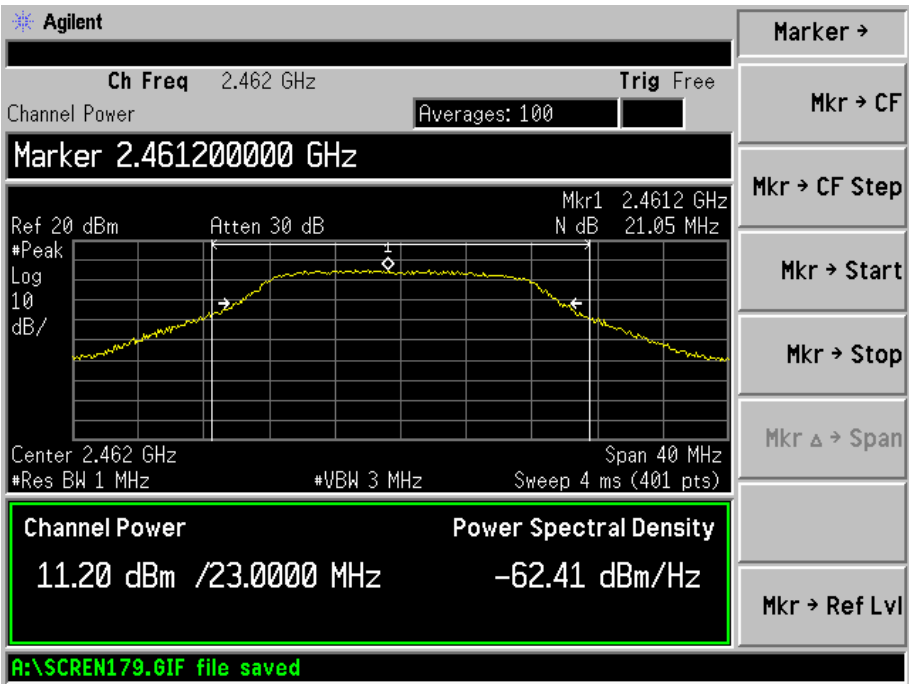 Agilent
Ch Freq 2.462 GHz Trig Free
Channel Power Averages: 100
Marker 2.461200000 GHz
Mkr1 2.4612 GHz
Ref 20 dBm Atten 30 dB N dB 21.05 MHz
#Peak
Log
10
dB/
1
Center 2.462 GHz Span 40 MHz
#Res BW 1 MHz #VBW 3 MHz Sweep 4 ms (401 pts)
Channel Power Power Spectral Density
11.20 dBm /23.0000 MHz -62.41 dBm/Hz
A:\SCREN179.GIF file saved
Marker →
Mkr → CF
Mkr → CF Step
Mkr → Start
Mkr → Stop
Mkr Δ → Span
Mkr → Ref Lvl